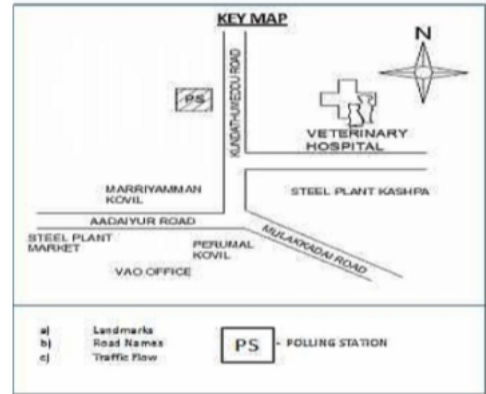 KEY MAP
N
KUNDATHUMEDDU ROAD
PS
VETERINARY
HOSPITAL
MARRIYAMMAN
KOVIL
STEEL PLANT KASHPA
AADAIYUR ROAD
STEEL PLANT
MARKET
PERUMAL
KOVIL
MULAKKADAI ROAD
VAO OFFICE
a) Landmarks
b) Road Names
c) Traffic Flow
PS - POLLING STATION